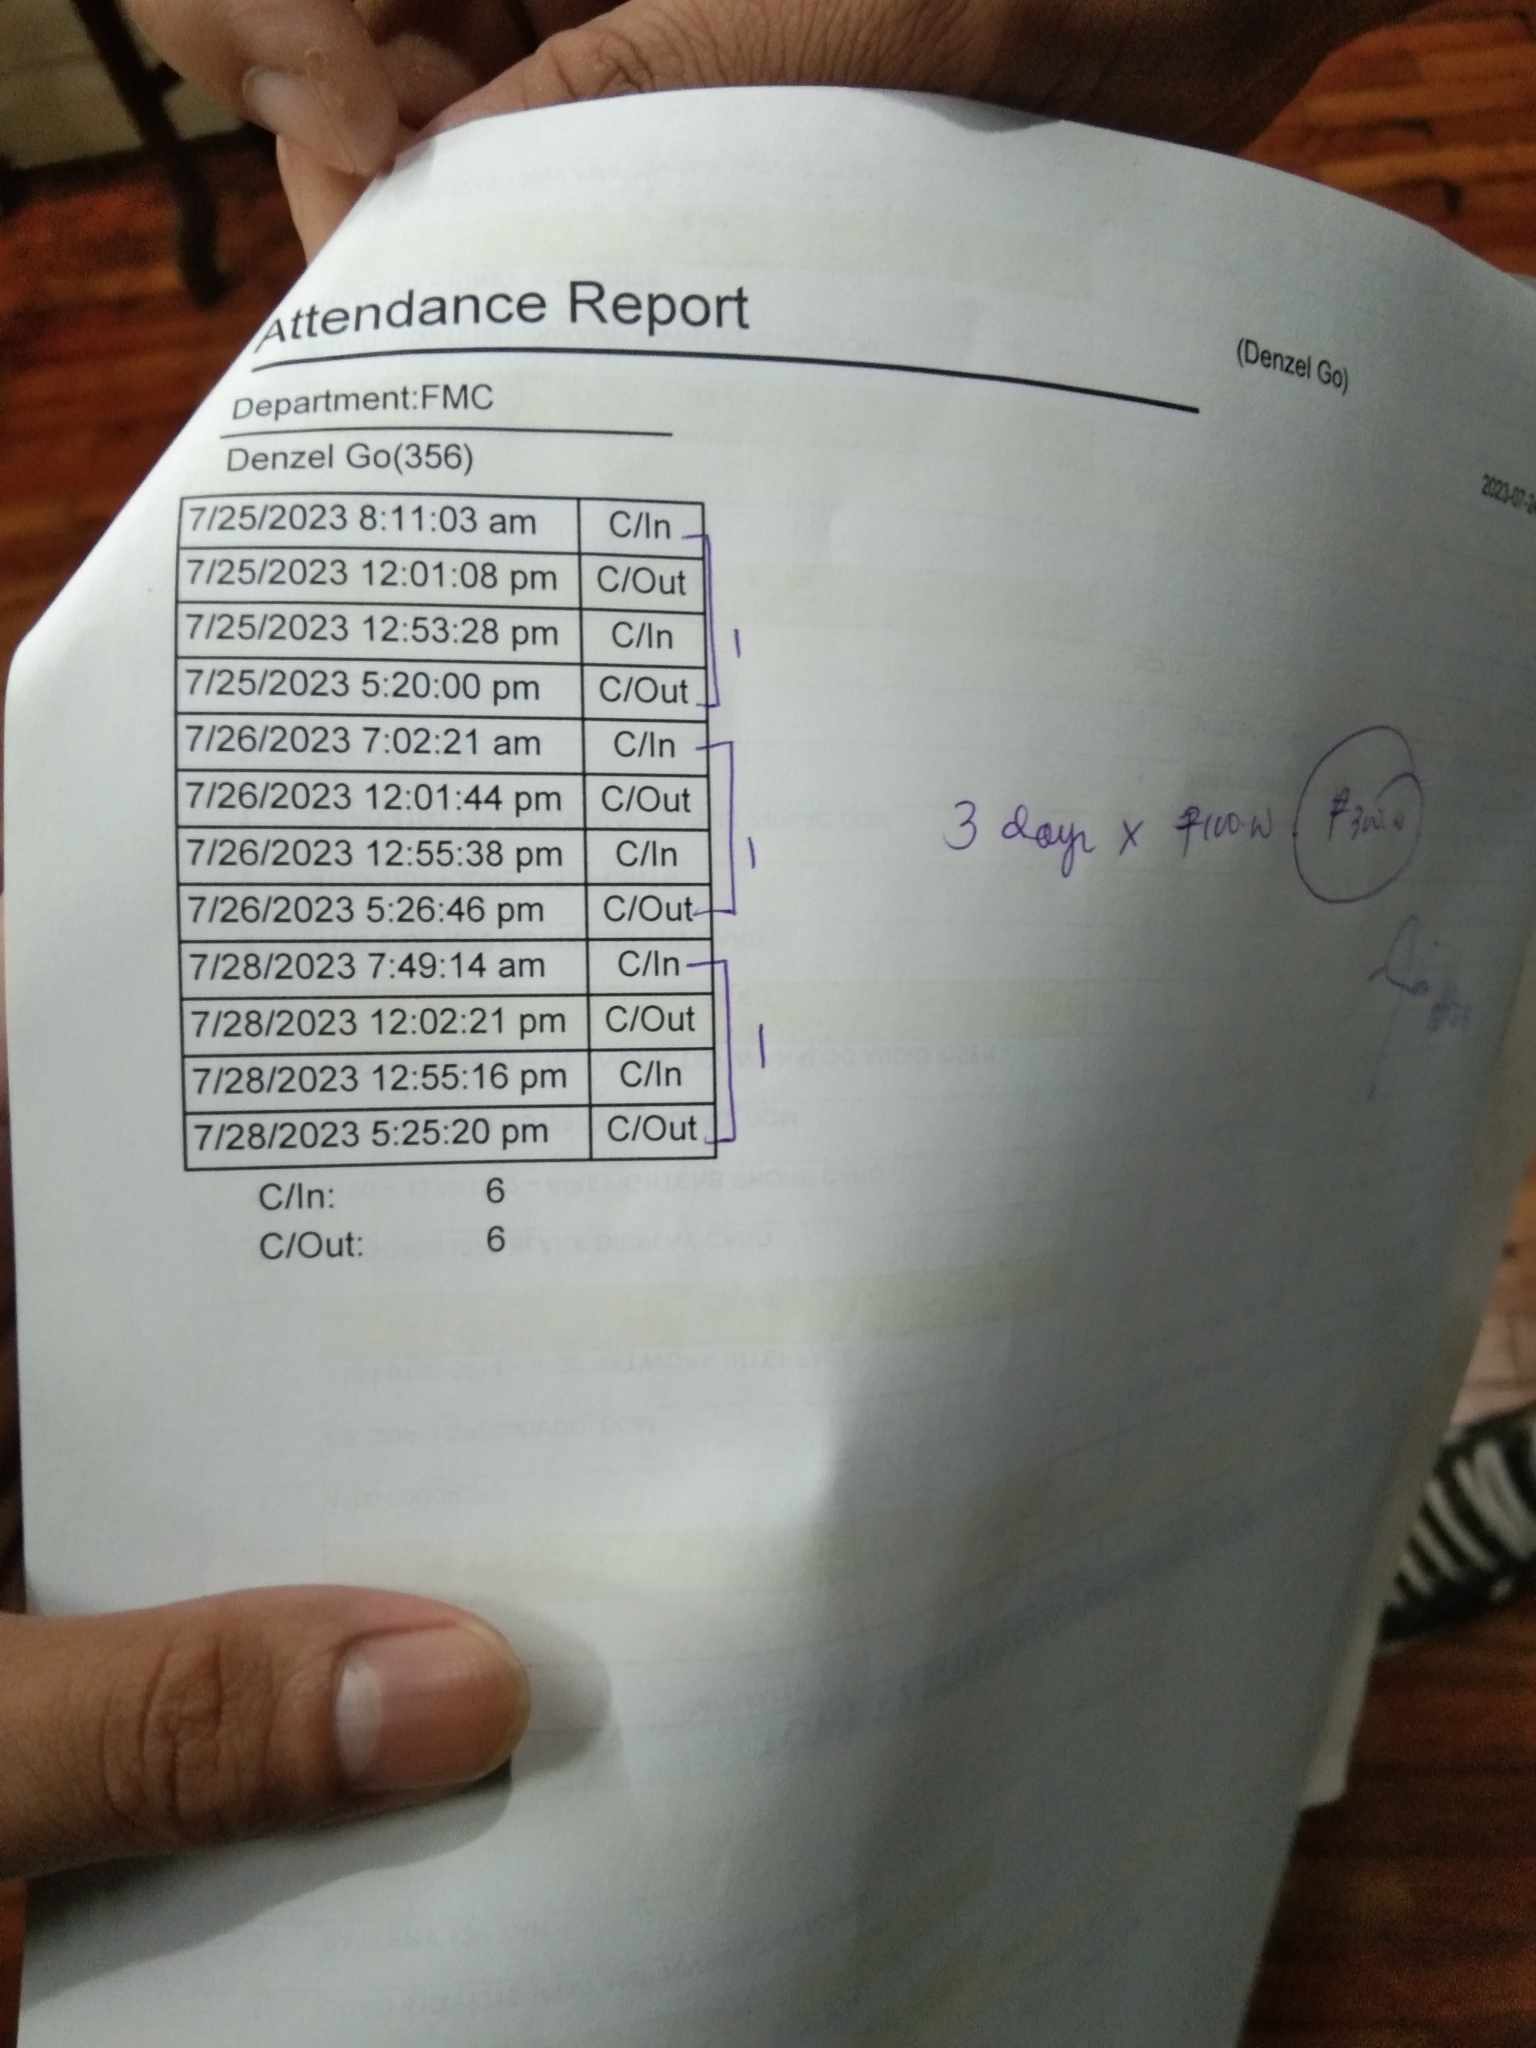 Attendance Report
(Denzel Go)
Department:FMC
Denzel Go(356)
7/25/2023 8:11:03 am C/In
7/25/2023 12:01:08 pm C/Out
7/25/2023 12:53:28 pm C/In
7/25/2023 5:20:00 pm C/Out
1
7/26/2023 7:02:21 am C/In
7/26/2023 12:01:44 pm C/Out
7/26/2023 12:55:38 pm C/In
7/26/2023 5:26:46 pm C/Out
1
3 days x ₱100.00 ₱300.00
7/28/2023 7:49:14 am C/In
7/28/2023 12:02:21 pm C/Out
7/28/2023 12:55:16 pm C/In
7/28/2023 5:25:20 pm C/Out
1
C/In: 6
C/Out: 6